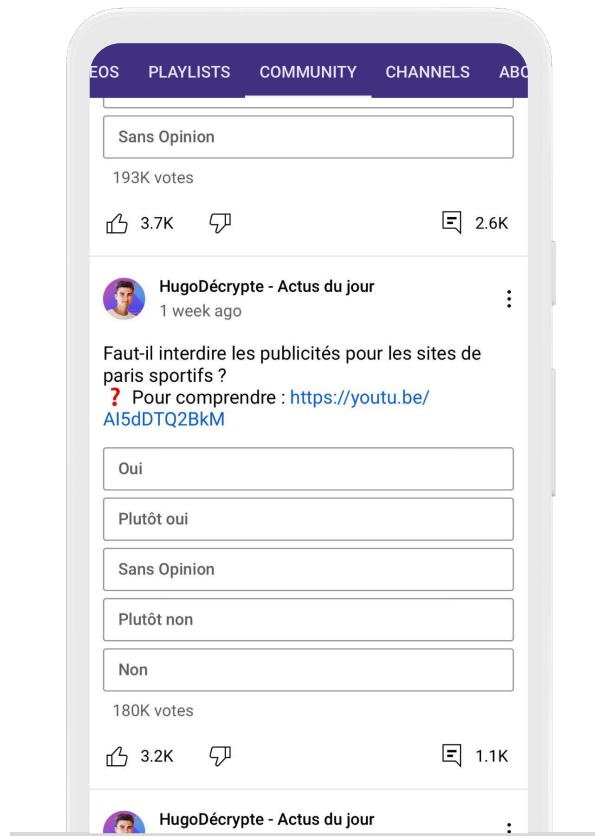 EOS PLAYLISTS COMMUNITY CHANNELS ABO
Sans Opinion
193K votes
3.7K 2.6K
HugoDécrypte - Actus du jour
1 week ago
Faut-il interdire les publicités pour les sites de
paris sportifs ?
❓ Pour comprendre : https://youtu.be/
AI5dDTQ2BkM
Oui
Plutôt oui
Sans Opinion
Plutôt non
Non
180K votes
3.2K 1.1K
HugoDécrypte - Actus du jour